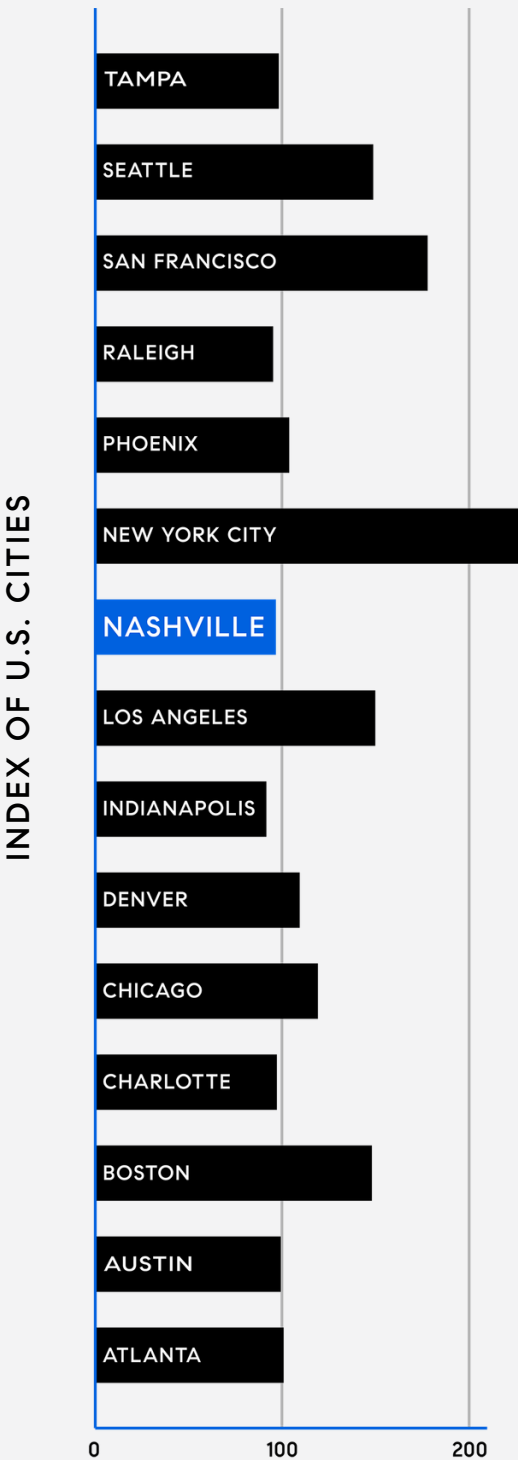 INDEX OF U.S. CITIES
TAMPA
SEATTLE
SAN FRANCISCO
RALEIGH
PHOENIX
NEW YORK CITY
NASHVILLE
LOS ANGELES
INDIANAPOLIS
DENVER
CHICAGO
CHARLOTTE
BOSTON
AUSTIN
ATLANTA
0 100 200